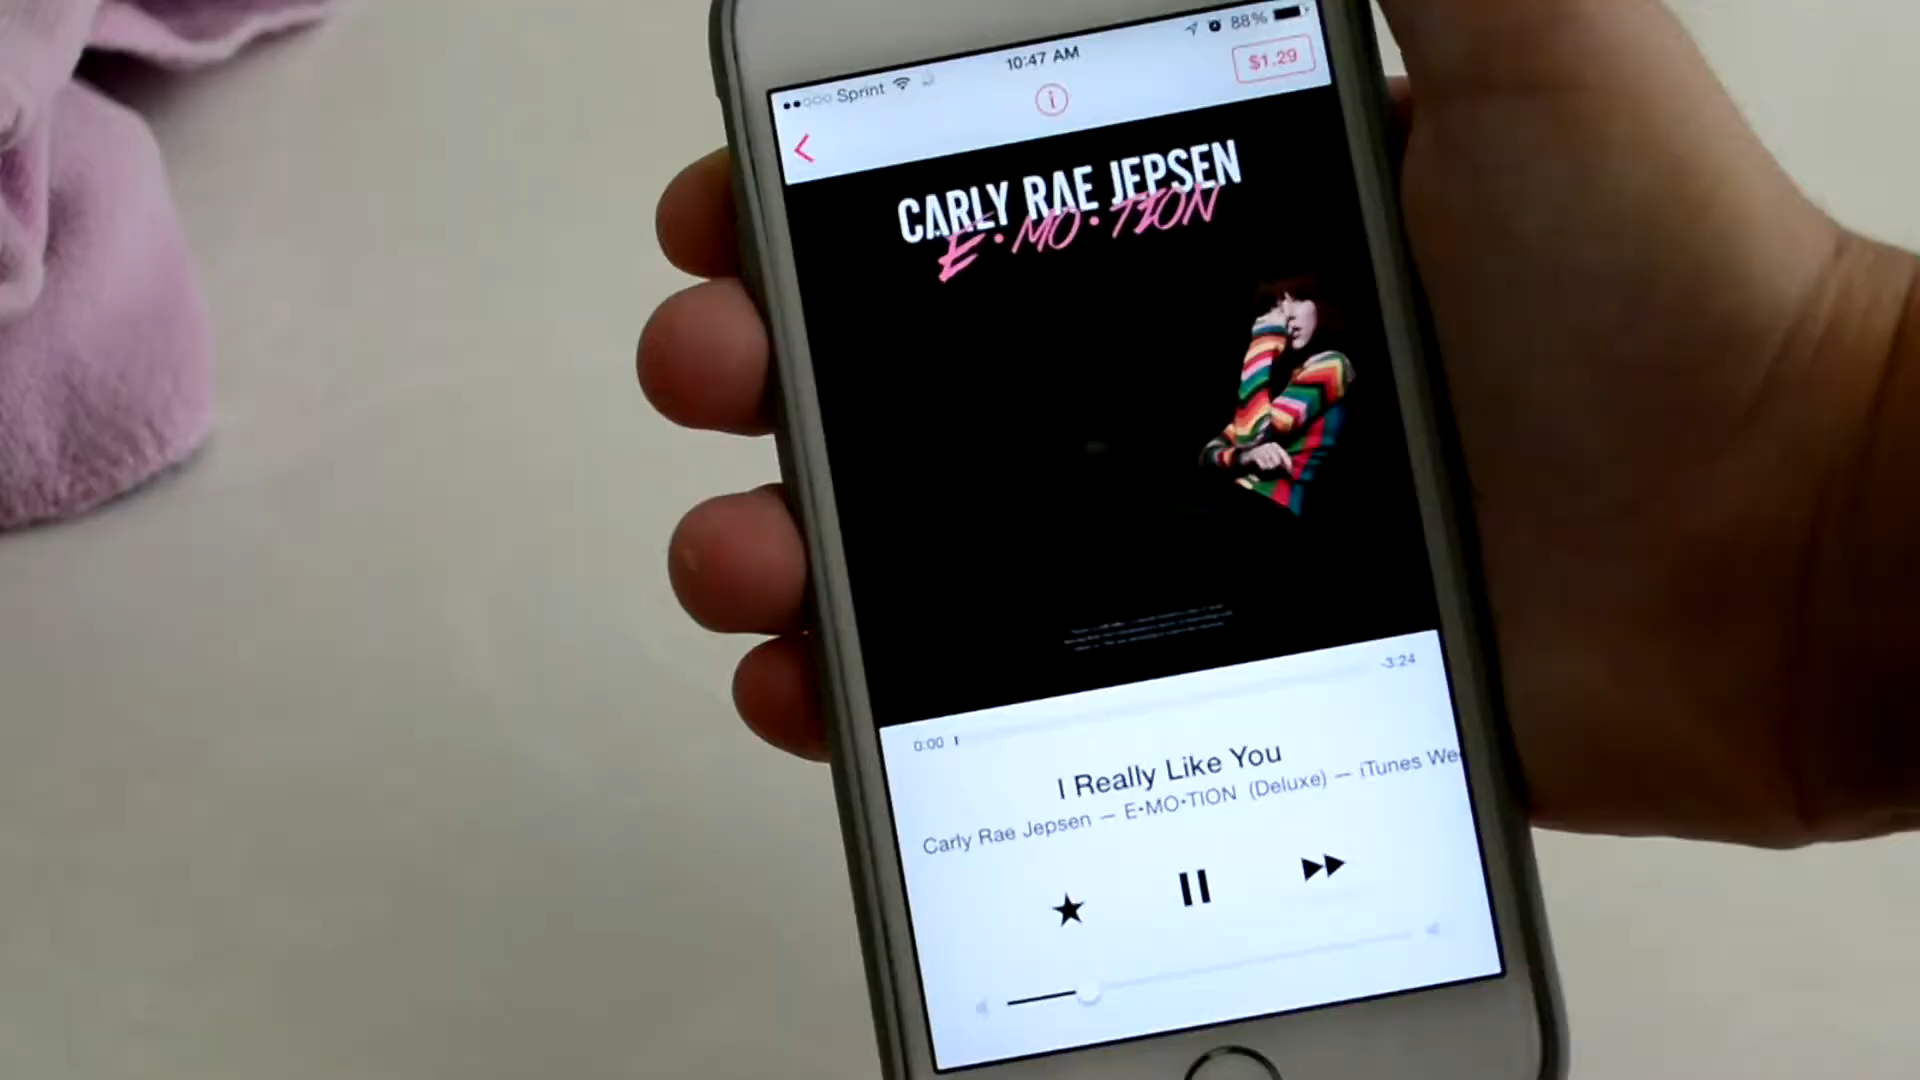 Sprint 10:47 AM 88%
$1.29
CARLY RAE JEPSEN
E•MO•TION
0:00 -3:24
I Really Like You
Carly Rae Jepsen — E•MO•TION (Deluxe) — iTunes We